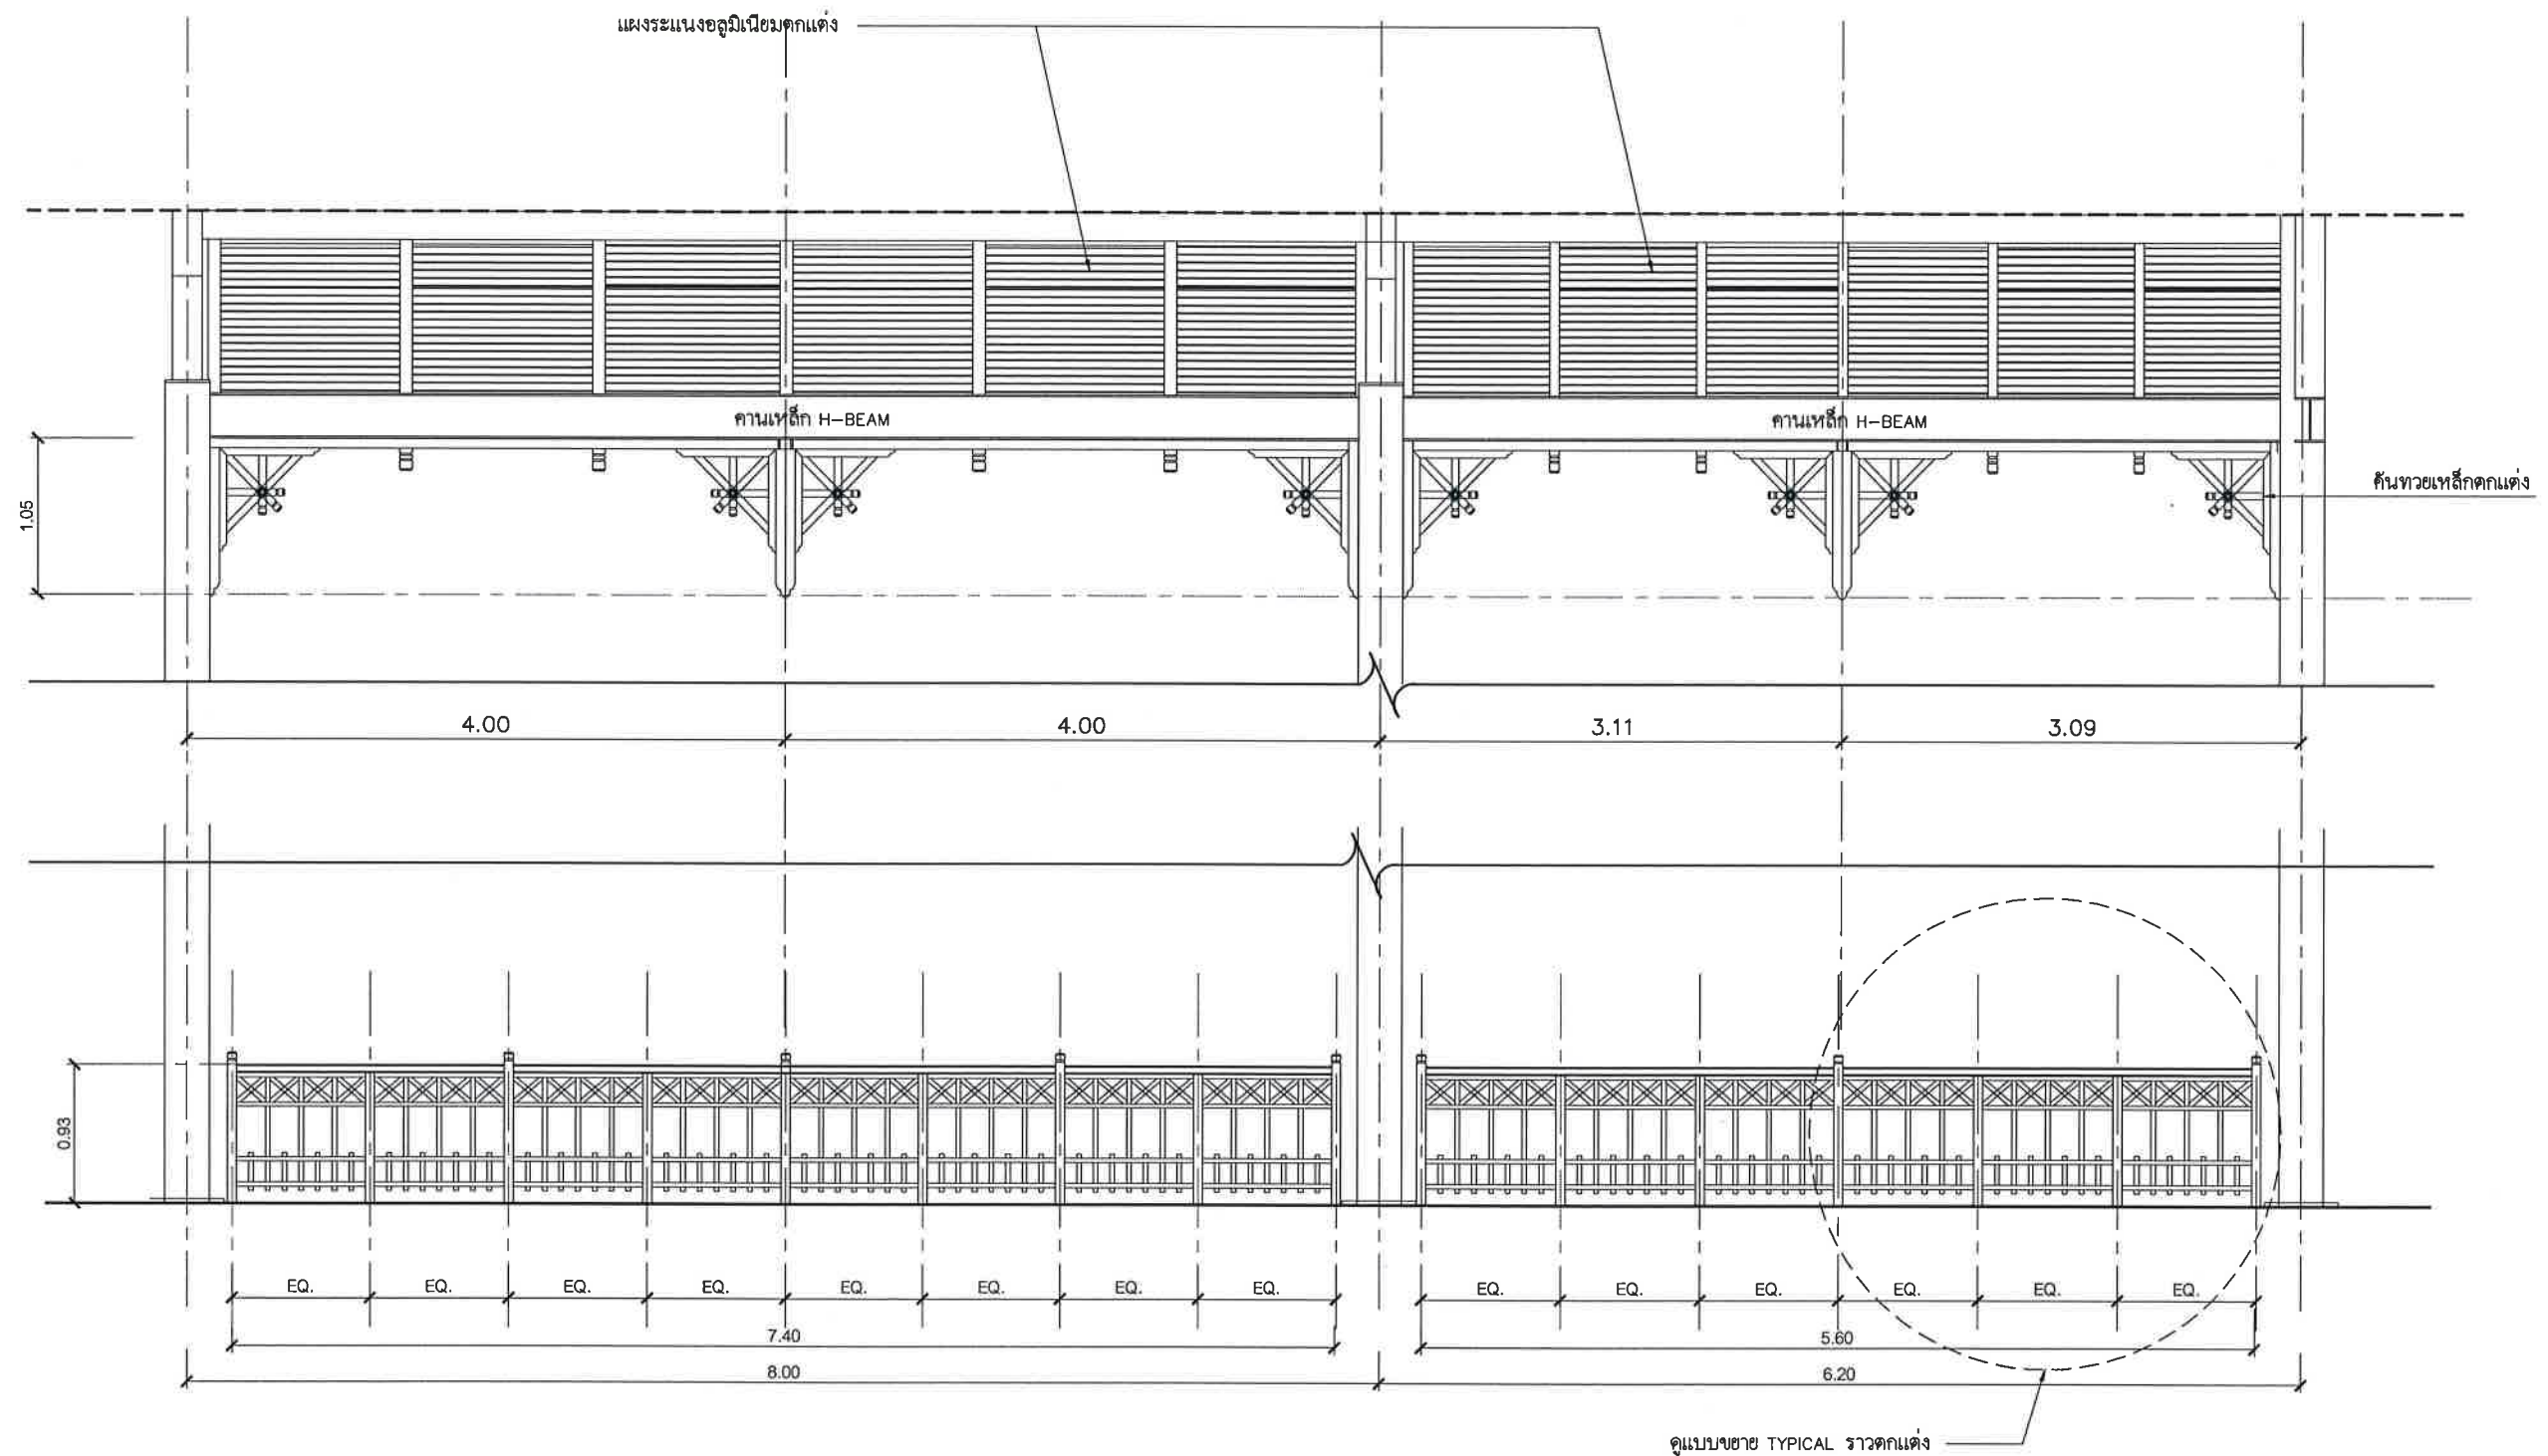 แผงระแนงอลูมิเนียมตกแต่ง
คานเหล็ก H-BEAM
คานเหล็ก H-BEAM
1.05
คันทวยเหล็กตกแต่ง
4.00
4.00
3.11
3.09
0.93
EQ.
EQ.
EQ.
EQ.
EQ.
EQ.
EQ.
EQ.
EQ.
EQ.
EQ.
EQ.
EQ.
EQ.
7.40
5.60
8.00
6.20
ดูแบบขยาย TYPICAL ราวตกแต่ง